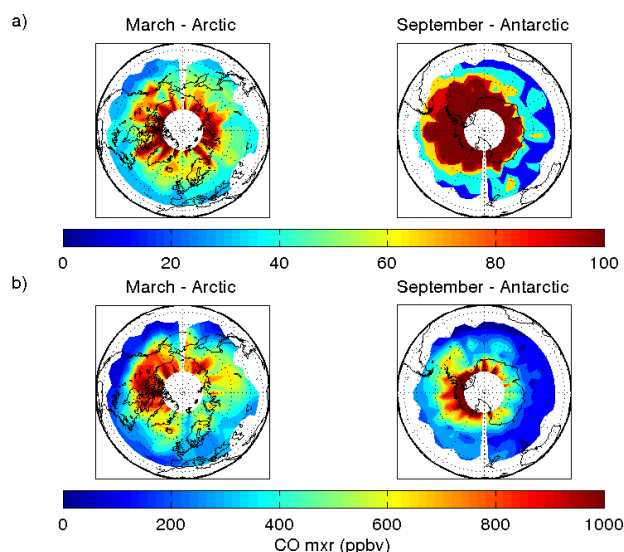 a)
March - Arctic
September - Antarctic
0 20 40 60 80 100
b)
March - Arctic
September - Antarctic
0 200 400 600 800 1000
CO mxr (ppbv)